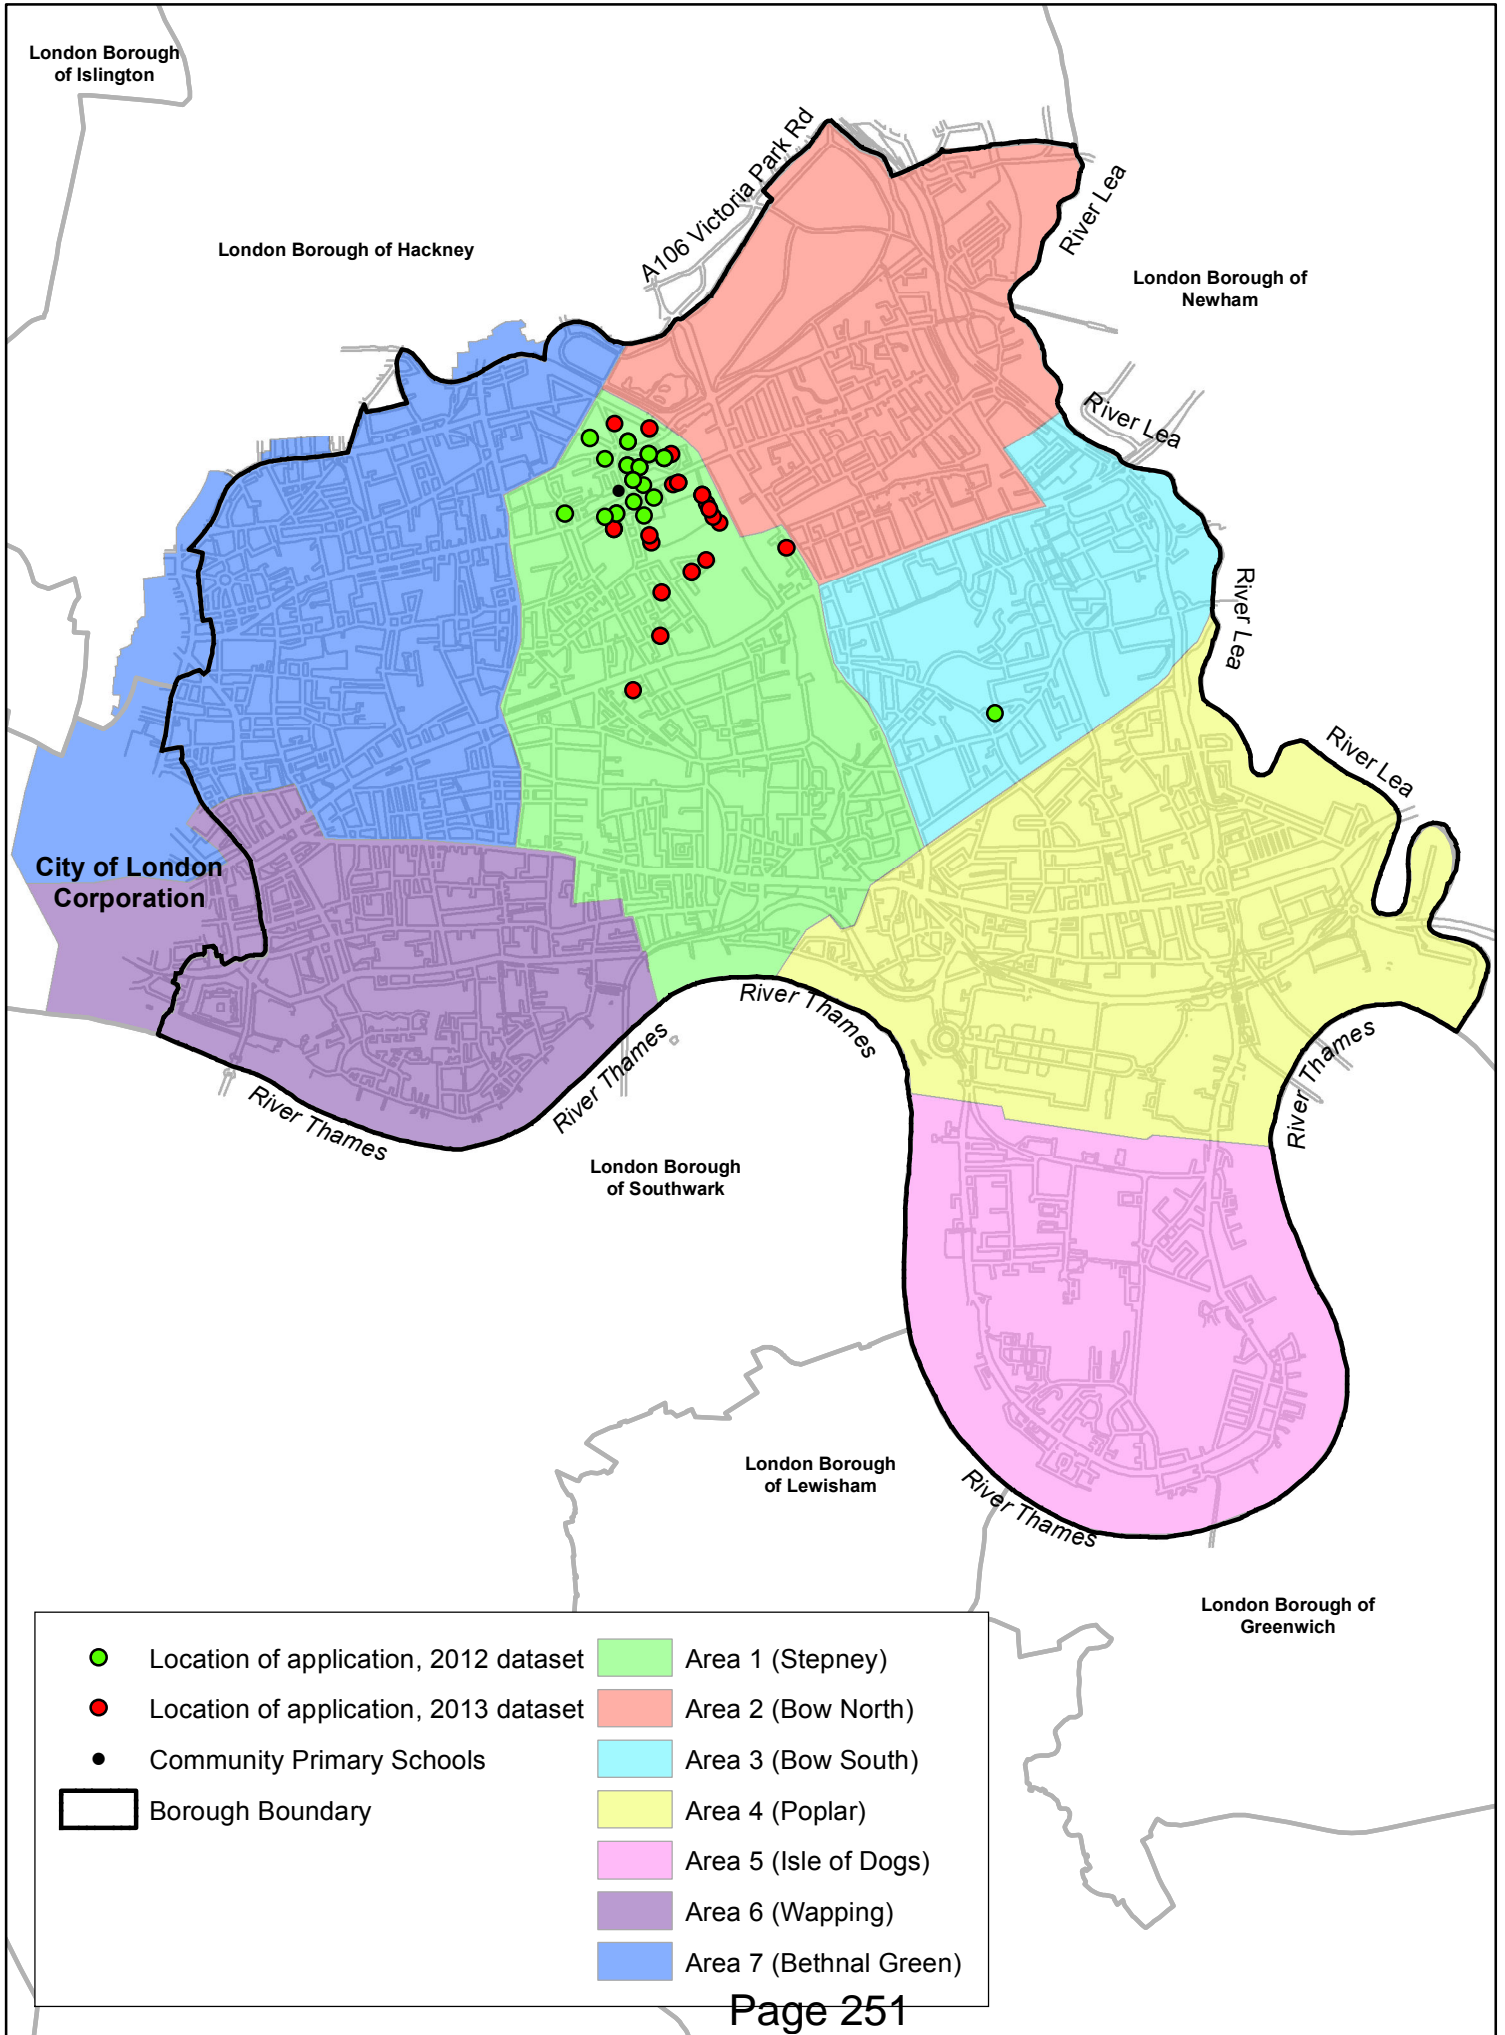 London Borough
of Islington
A106 Victoria Park Rd
River Lea
London Borough of Hackney
London Borough of
Newham
River Lea
River Lea
River Lea
City of London
Corporation
River Thames
River Thames
River Thames
River Thames
London Borough
of Southwark
London Borough
of Lewisham
River Thames
London Borough of
Greenwich
Location of application, 2012 dataset
Location of application, 2013 dataset
Community Primary Schools
Borough Boundary
Area 1 (Stepney)
Area 2 (Bow North)
Area 3 (Bow South)
Area 4 (Poplar)
Area 5 (Isle of Dogs)
Area 6 (Wapping)
Area 7 (Bethnal Green)
Page 251